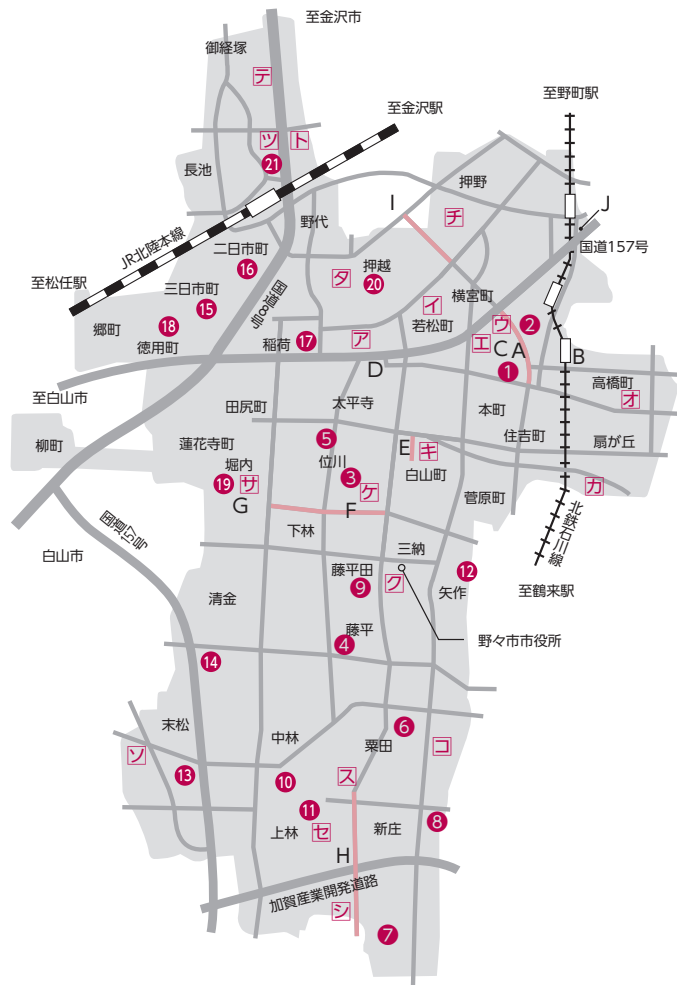 至金沢市
御経塚
テ
至金沢駅
至野町駅
ツ
ト
21
長池
押野
I
チ
J
野代
国道157号
JR北陸本線
二日市町
16
タ
押越
20
横宮町
至松任駅
三日市町
15
国道8号
イ
ウ
2
郷町
18
徳用町
稲荷
17
ア
若松町
エ
C
A
B
D
1
高橋町
至白山市
田尻町
太平寺
本町
オ
柳町
蓮花寺町
5
位川
E
キ
住吉町
扇が丘
堀内
19
サ
3
ケ
白山町
カ
G
F
菅原町
国道157号
下林
北鉄石川線
白山市
三納
藤平田
12
9
ク
矢作
至鶴来駅
清金
藤平
4
野々市市役所
14
末松
中林
粟田
6
コ
ソ
13
10
ス
11
上林
セ
新庄
8
H
加賀産業開発道路
シ
7